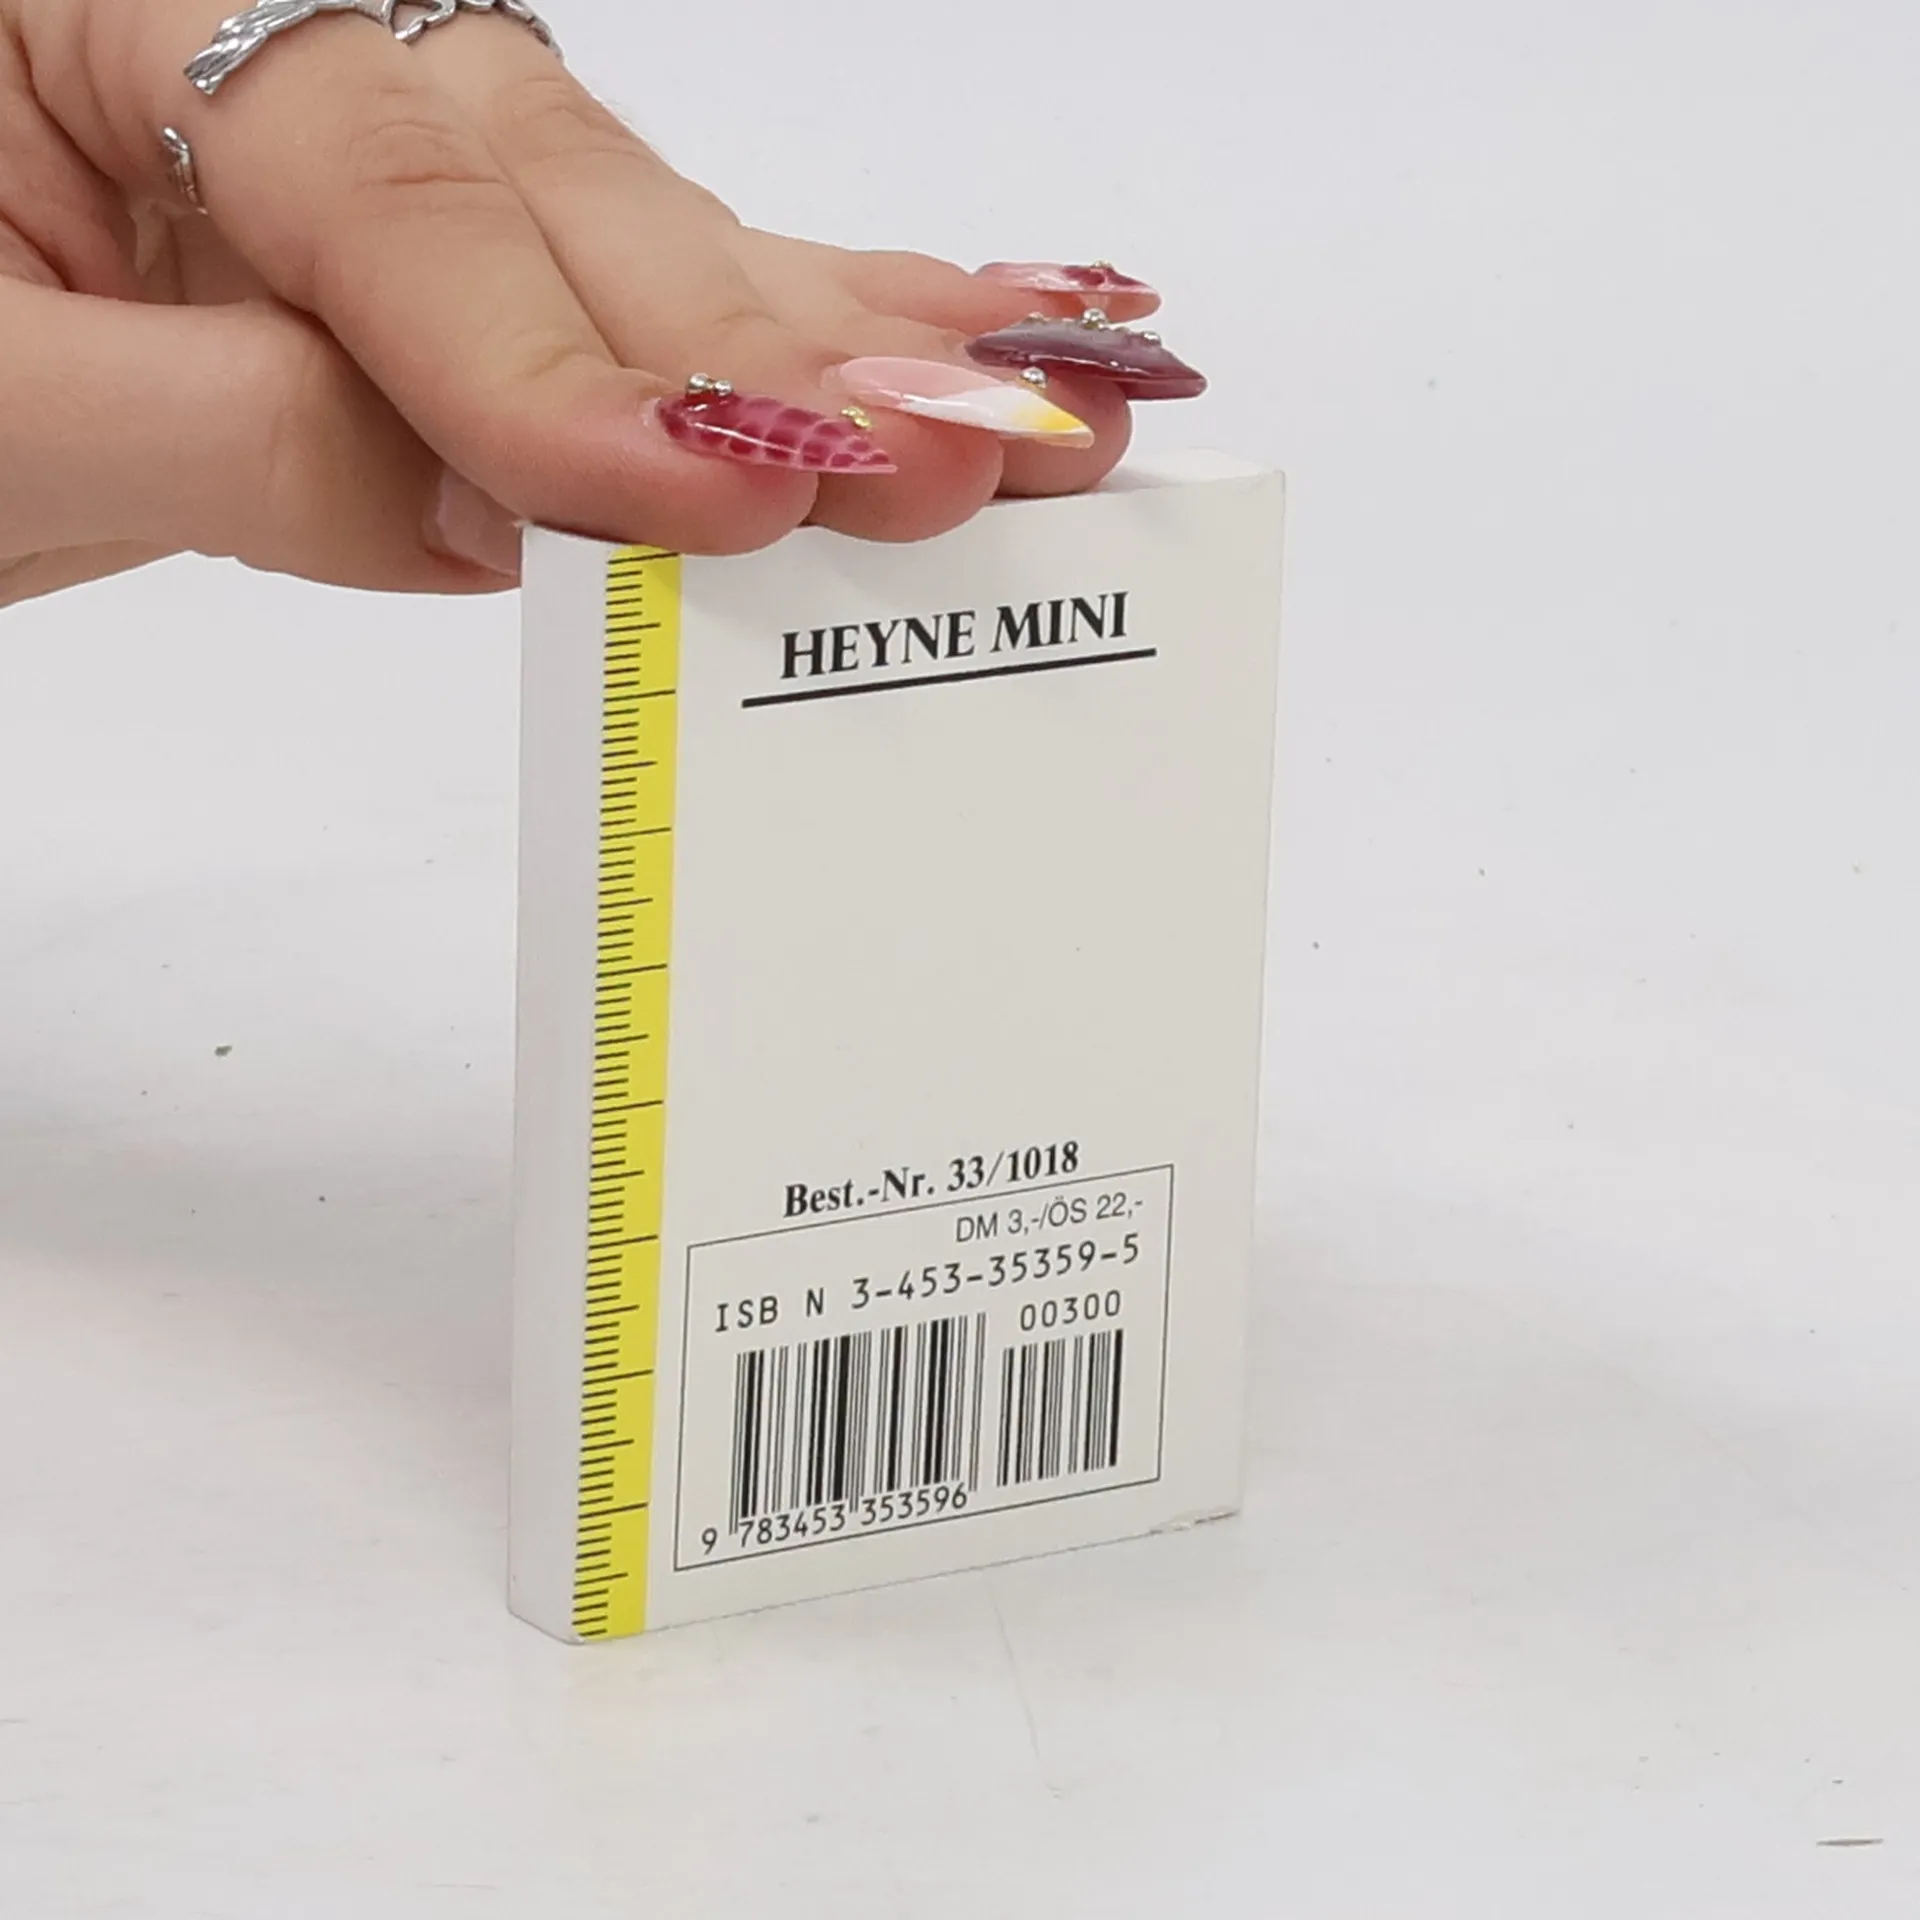 HEYNE MINI
Best.-Nr. 33/1018
DM 3,-/ÖS 22,-
ISB N 3-453-35359-5
00300
9 783453 353596